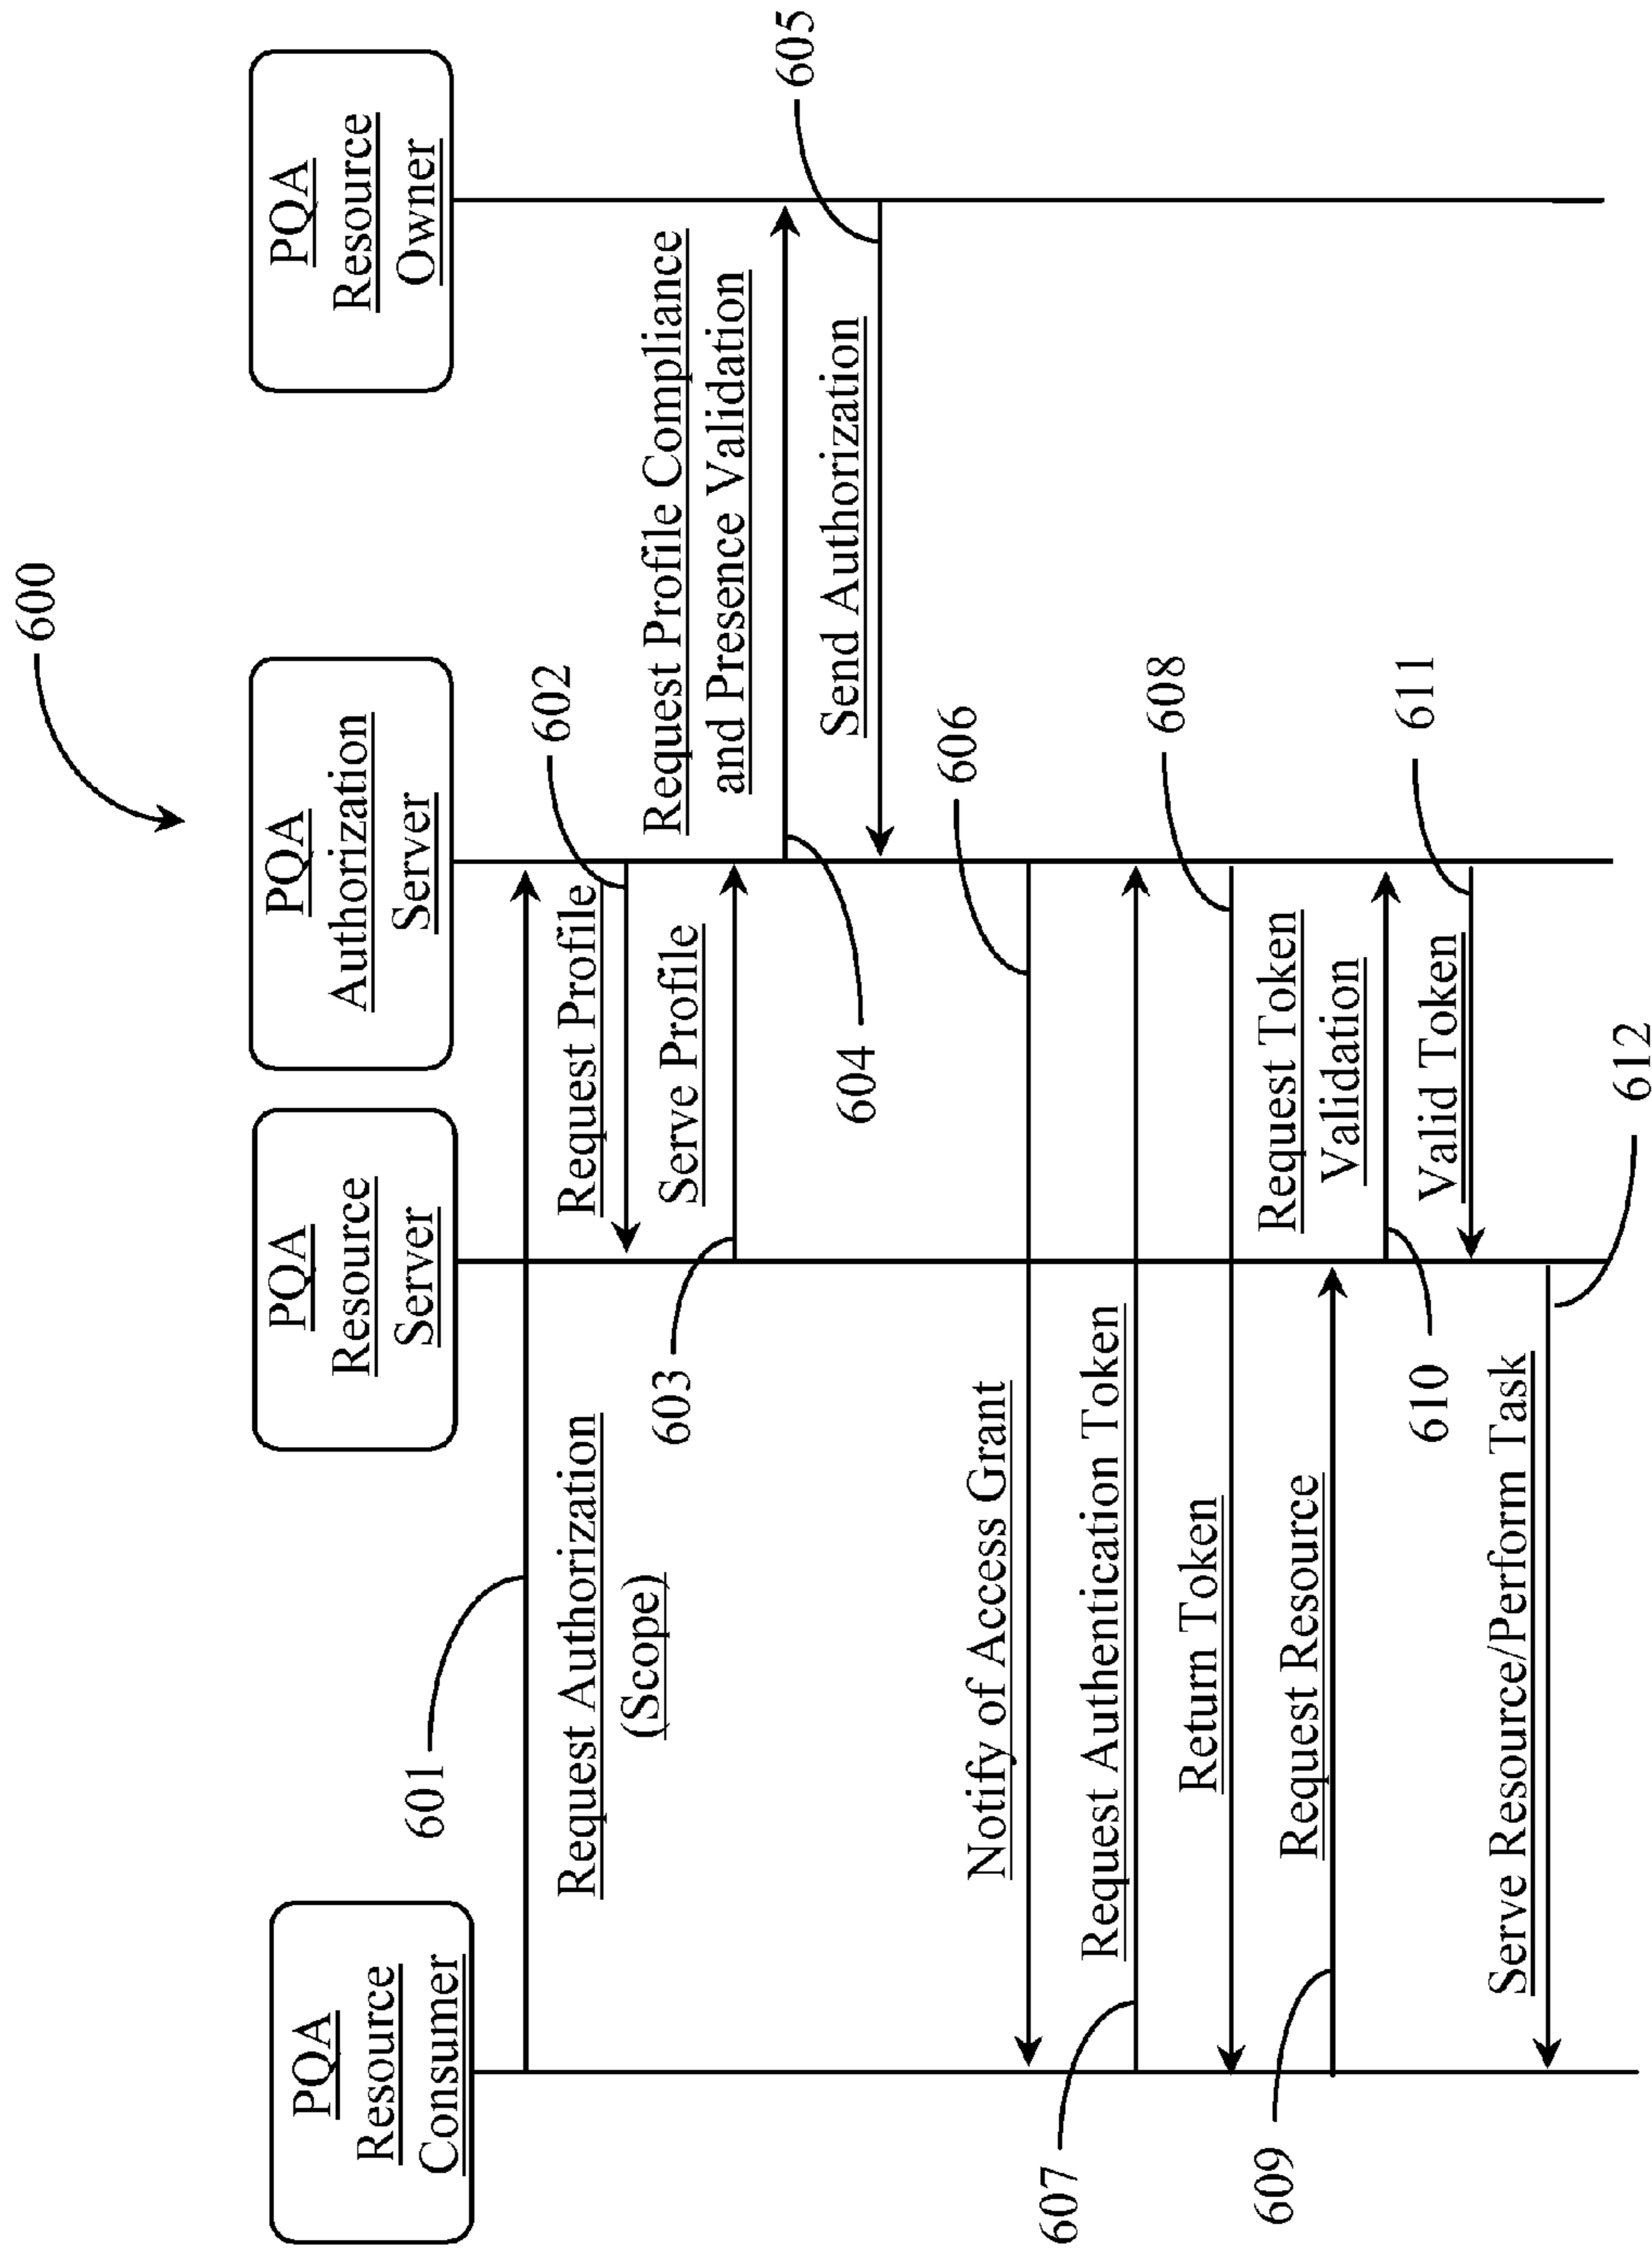 600
PQA
Resource
Consumer
PQA
Resource
Server
PQA
Authorization
Server
PQA
Resource
Owner
601
Request Authorization
(Scope)
602
Request Profile
603
Serve Profile
604
Request Profile Compliance
and Presence Validation
605
Send Authorization
606
Notify of Access Grant
607
Request Authentication Token
608
Return Token
609
Request Resource
610
Request Token
Validation
611
Valid Token
612
Serve Resource/Perform Task